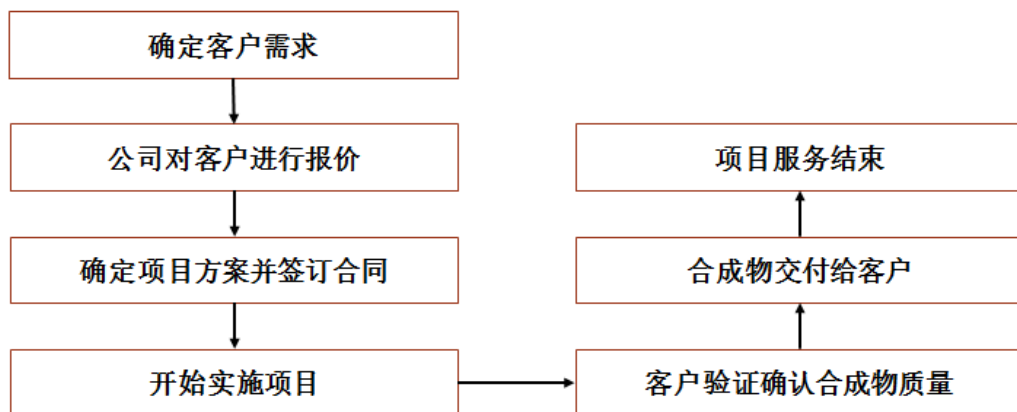 确定客户需求
公司对客户进行报价
确定项目方案并签订合同
开始实施项目
客户验证确认合成物质量
合成物交付给客户
项目服务结束